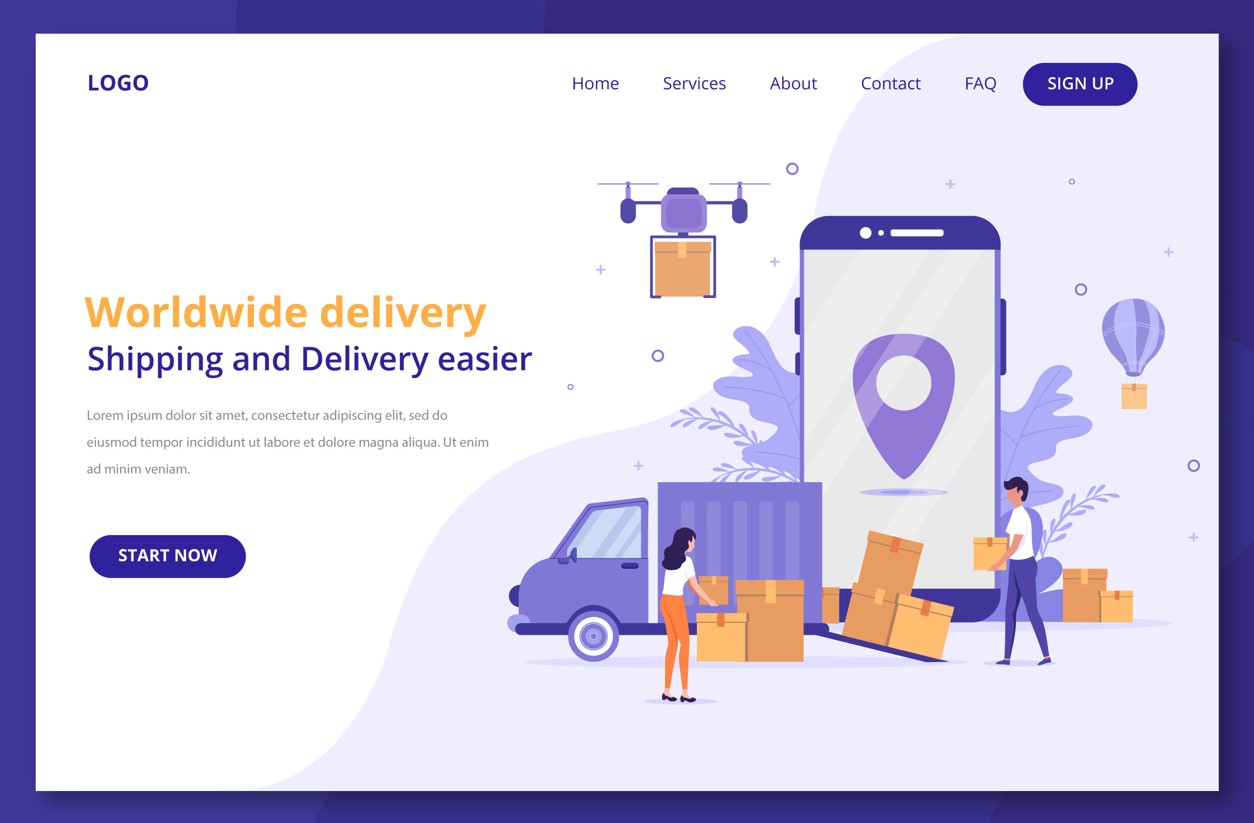 LOGO
Home Services About Contact FAQ SIGN UP
Worldwide delivery
Shipping and Delivery easier
Lorem ipsum dolor sit amet, consectetur adipiscing elit, sed do
eiusmod tempor incididunt ut labore et dolore magna aliqua. Ut enim
ad minim veniam.
START NOW